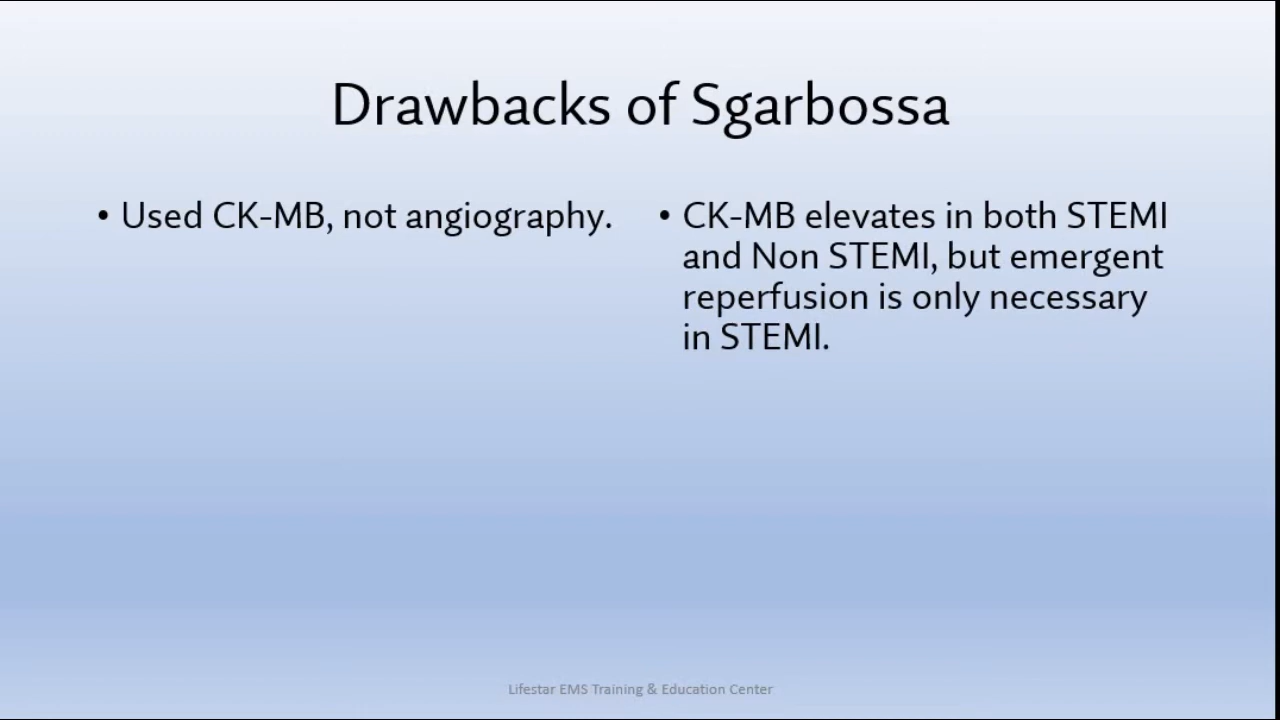 Drawbacks of Sgarbossa
• Used CK-MB, not angiography.
• CK-MB elevates in both STEMI
and Non STEMI, but emergent
reperfusion is only necessary
in STEMI.
Lifestar EMS Training & Education Center